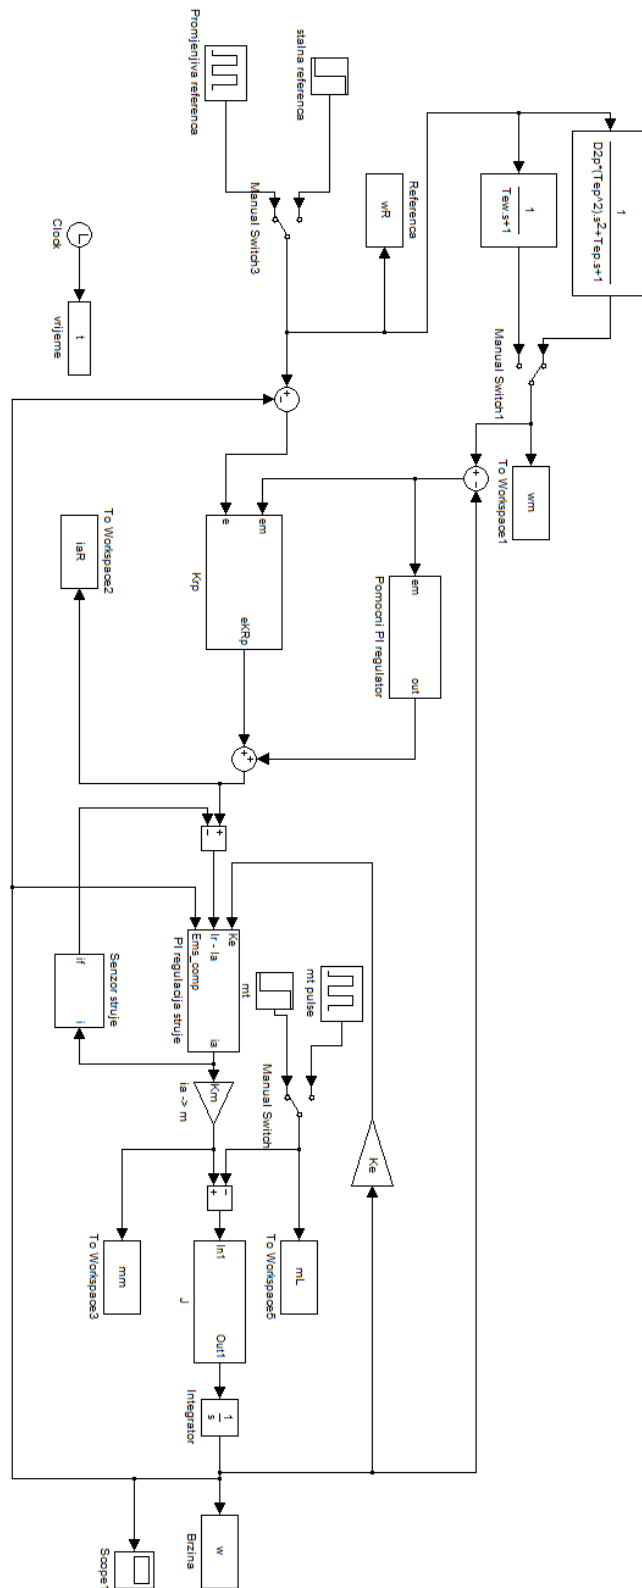 1
D2p*(Tep^2).s²+Tep.s+1
1
Tew.s+1
Manual Switch1
wm
To Workspace1
em
out
Pomocni PI regulator
wR
Referenca
stalna referenca
Promjenjiva referenca
Manual Switch3
em
e
eKRp
Krp
iaR
To Workspace2
Ke
mt pulse
mt
Manual Switch
mL
To Workspace5
Ke
Ir - Ia
Ems_comp
ia
PI regulacija struje
if
i
Senzor struje
Km
ia -> m
mm
To Workspace3
In1
Out1
J
1
s
Integrator
w
Brzina
Scope1
Clock
t
vrijeme